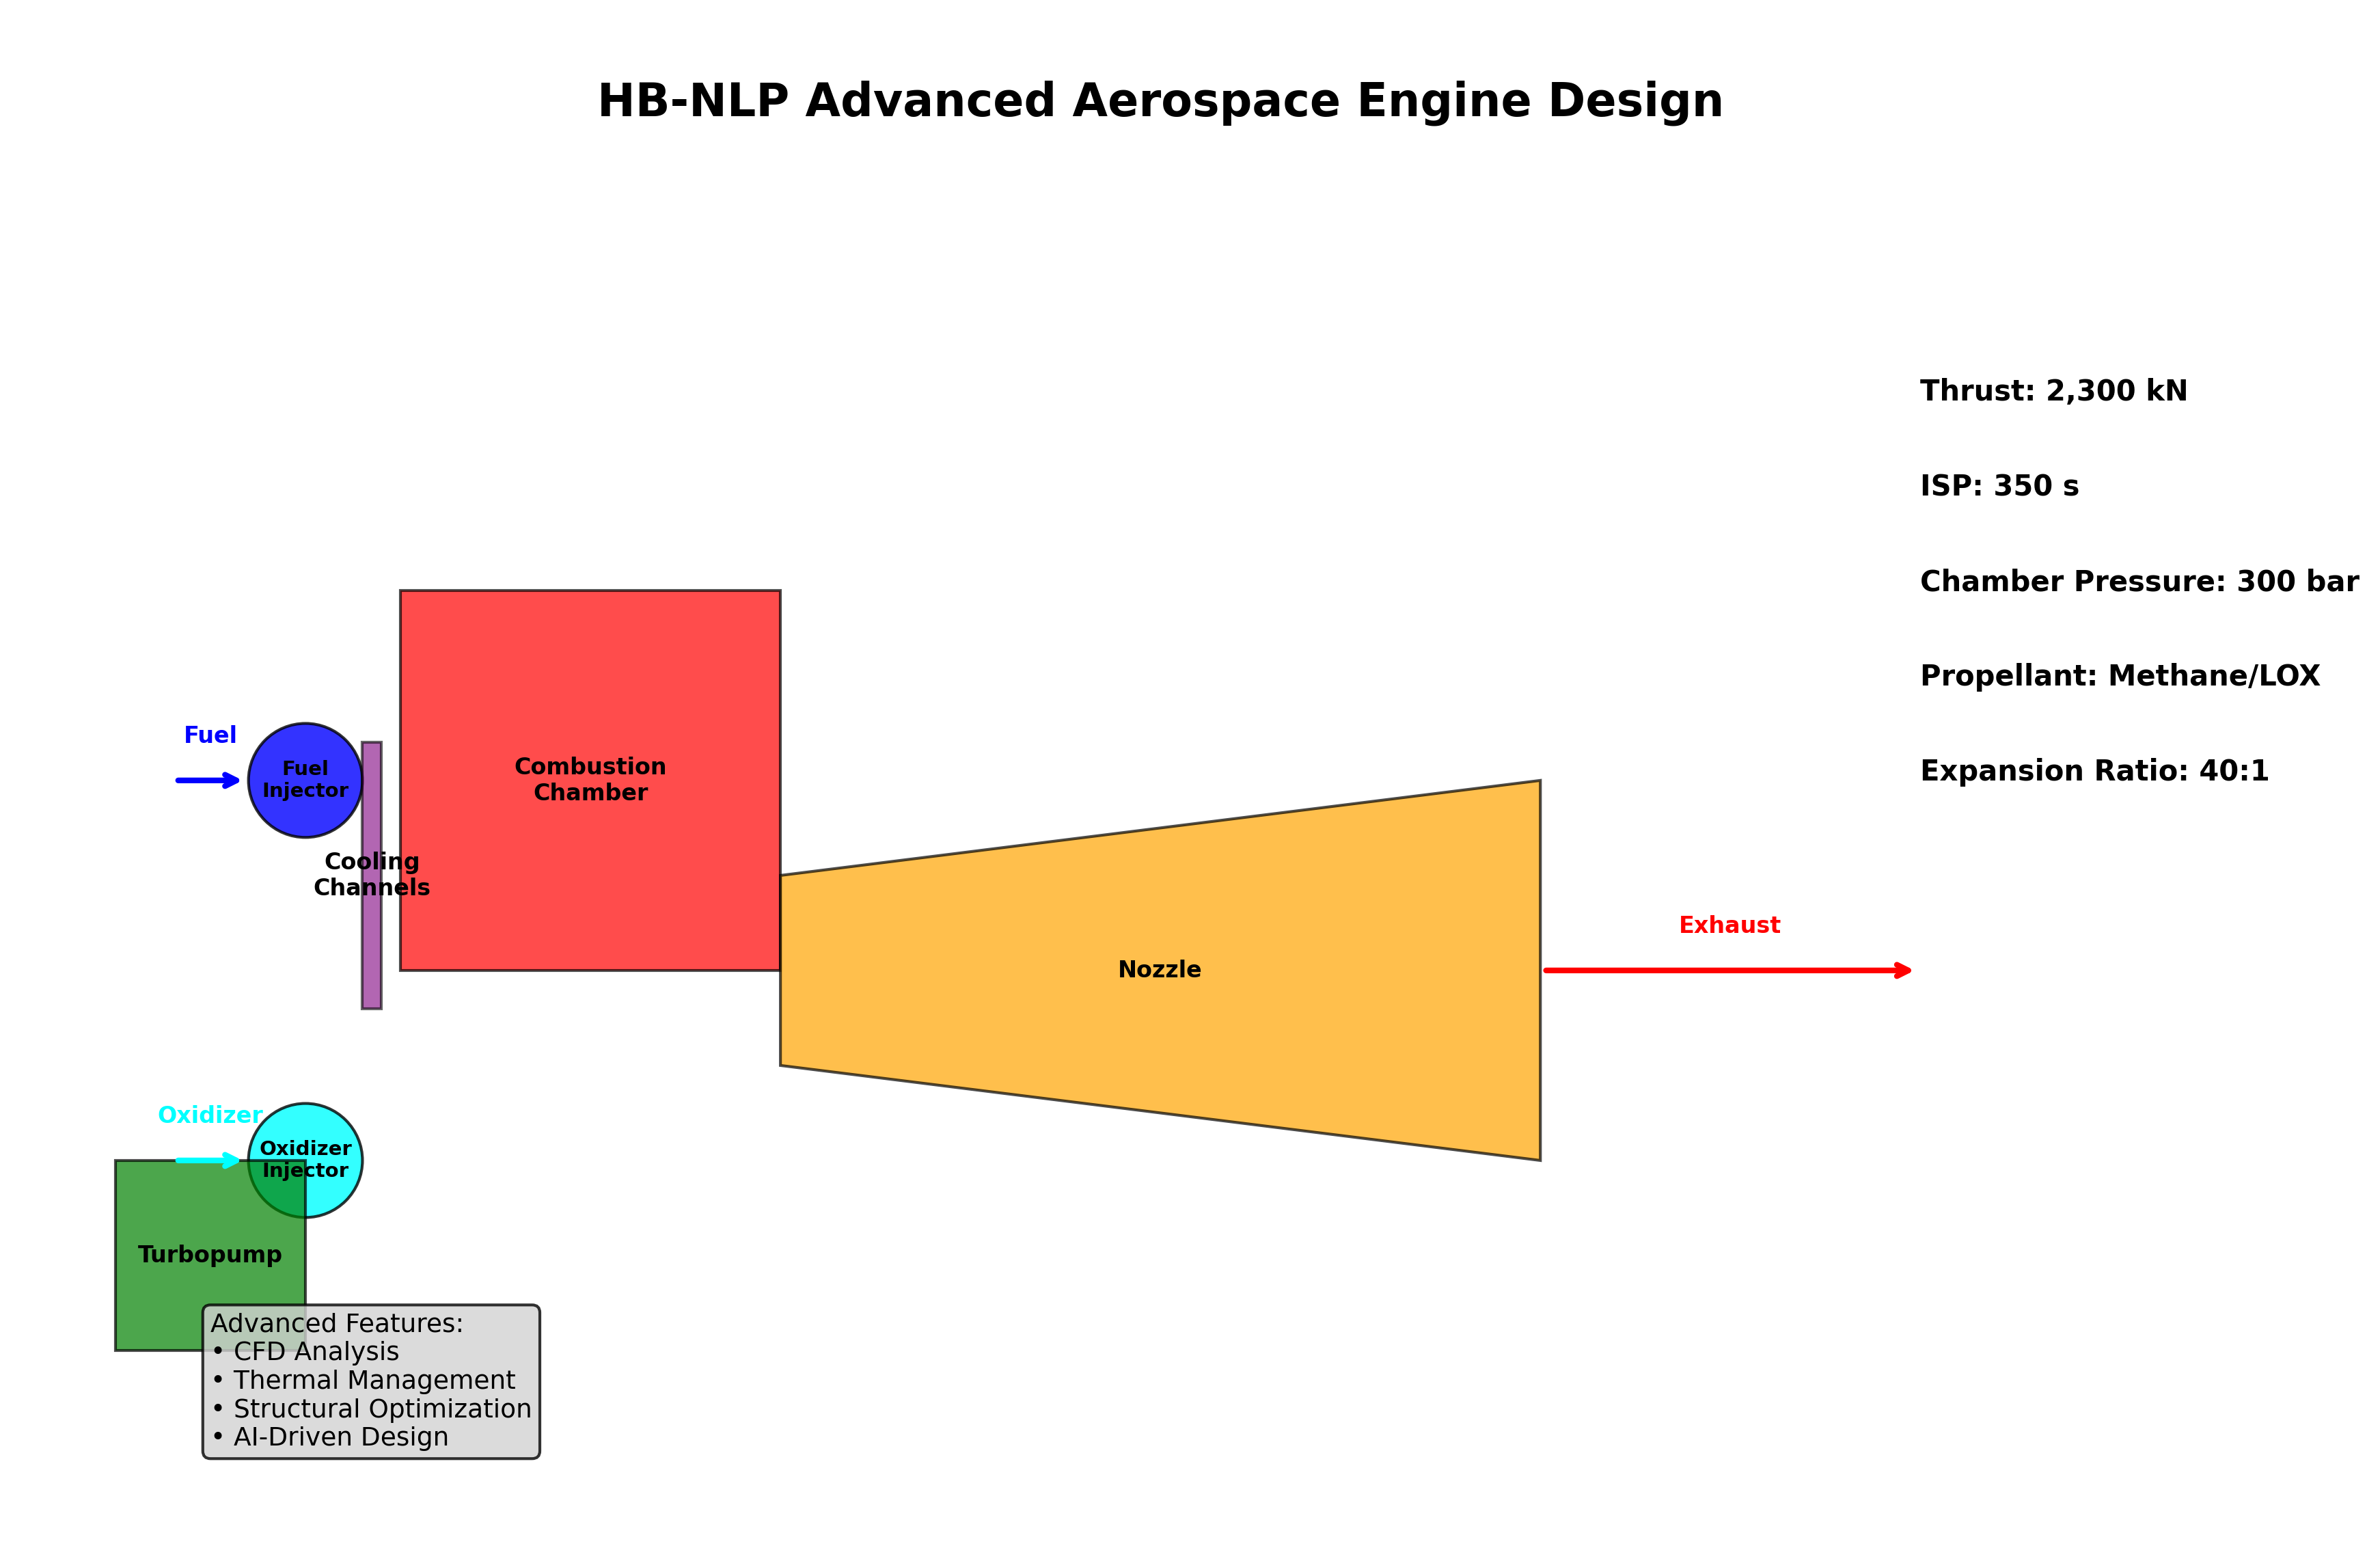 HB-NLP Advanced Aerospace Engine Design
Thrust: 2,300 kN
ISP: 350 s
Chamber Pressure: 300 bar
Propellant: Methane/LOX
Expansion Ratio: 40:1
Fuel
Fuel
Injector
Combustion
Chamber
Cooling
Channels
Nozzle
Exhaust
Oxidizer
Oxidizer
Injector
Turbopump
Advanced Features:
• CFD Analysis
• Thermal Management
• Structural Optimization
• AI-Driven Design